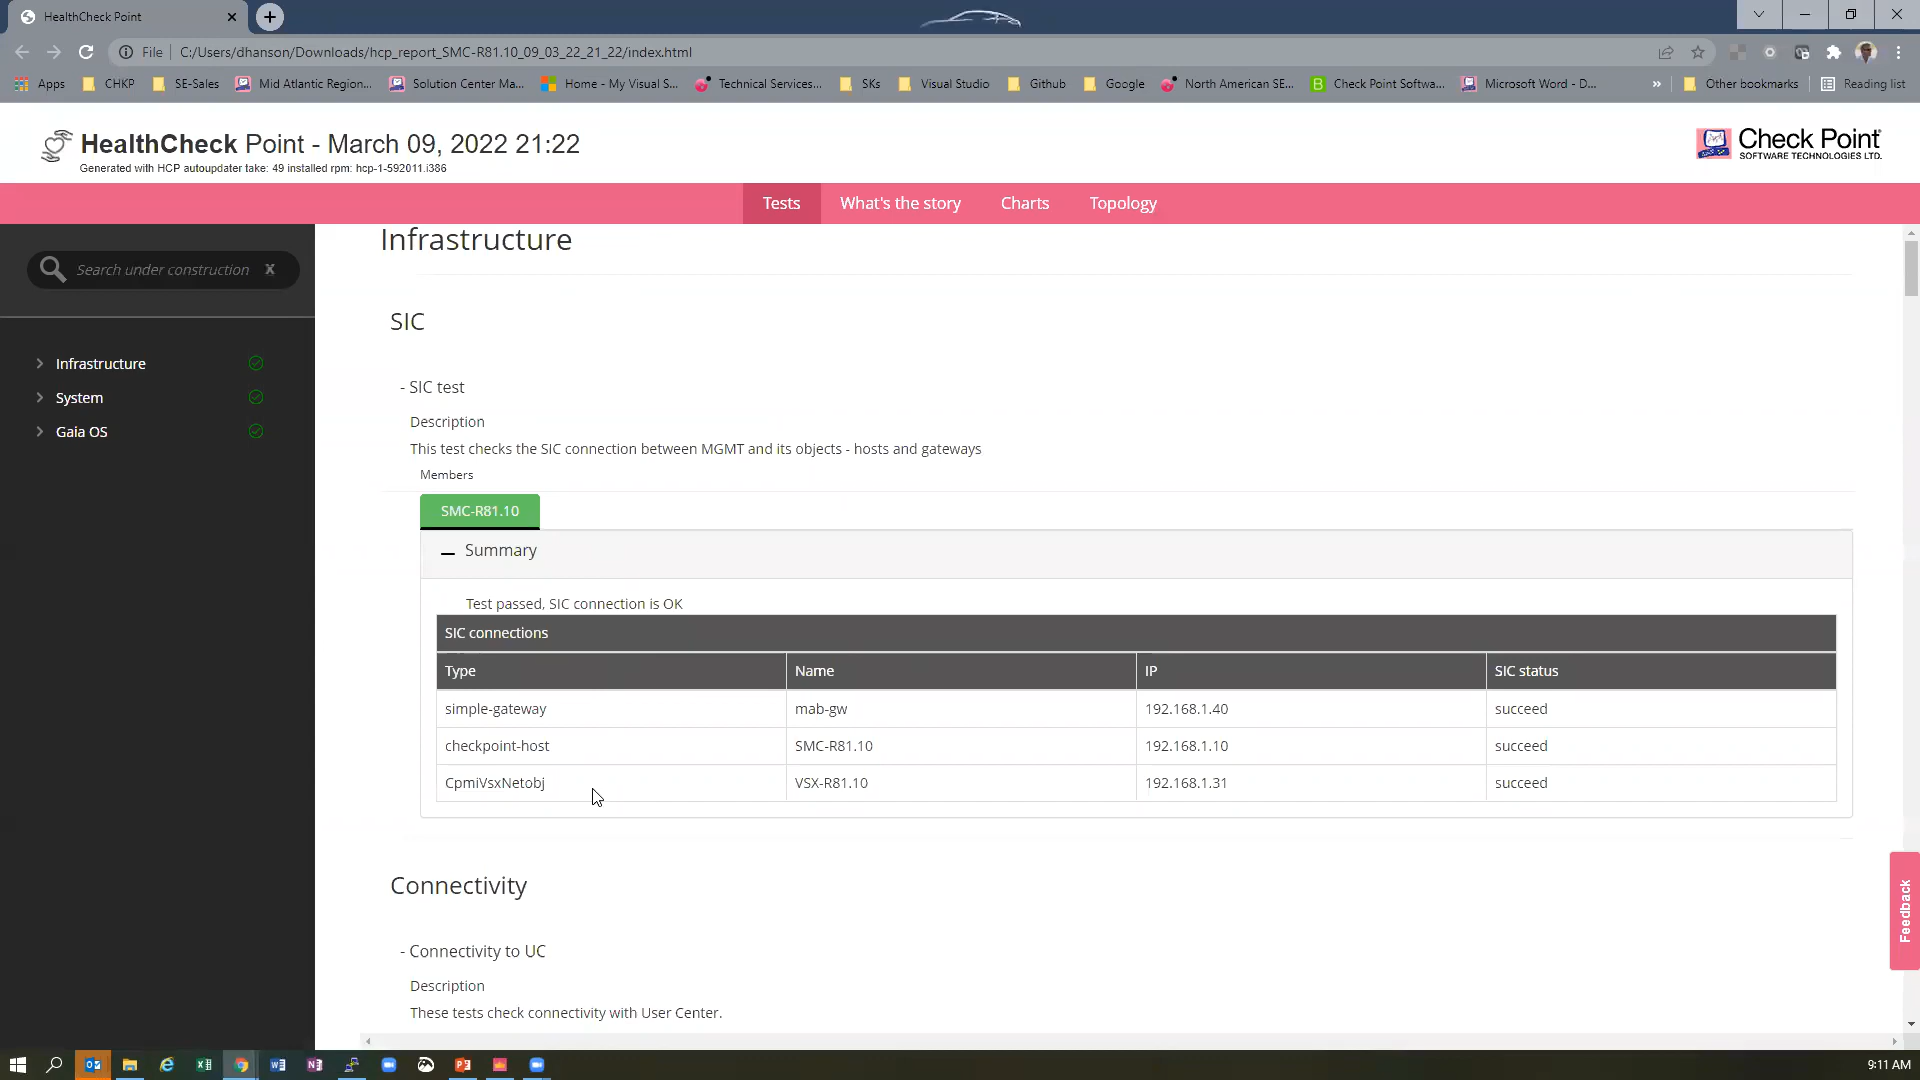 HealthCheck Point
File | C:/Users/dhanson/Downloads/hcp_report_SMC-R81.10_09_03_22_21_22/index.html
Apps CHKP SE-Sales Mid Atlantic Region... Solution Center Ma... Home - My Visual S... Technical Services... SKs Visual Studio Github Google North American SE... Check Point Softwa... Microsoft Word - D... » Other bookmarks Reading list
HealthCheck Point - March 09, 2022 21:22
Generated with HCP autoupdater take: 49 installed rpm: hcp-1-592011.i386
Check Point
SOFTWARE TECHNOLOGIES LTD.
Tests What's the story Charts Topology
Search under construction x
Infrastructure
System
Gaia OS
Infrastructure
SIC
- SIC test
Description
This test checks the SIC connection between MGMT and its objects - hosts and gateways
Members
SMC-R81.10
Summary
Test passed, SIC connection is OK
SIC connections
Type Name IP SIC status
simple-gateway mab-gw 192.168.1.40 succeed
checkpoint-host SMC-R81.10 192.168.1.10 succeed
CpmiVsxNetobj VSX-R81.10 192.168.1.31 succeed
Connectivity
- Connectivity to UC
Description
These tests check connectivity with User Center.
Feedback
9:11 AM